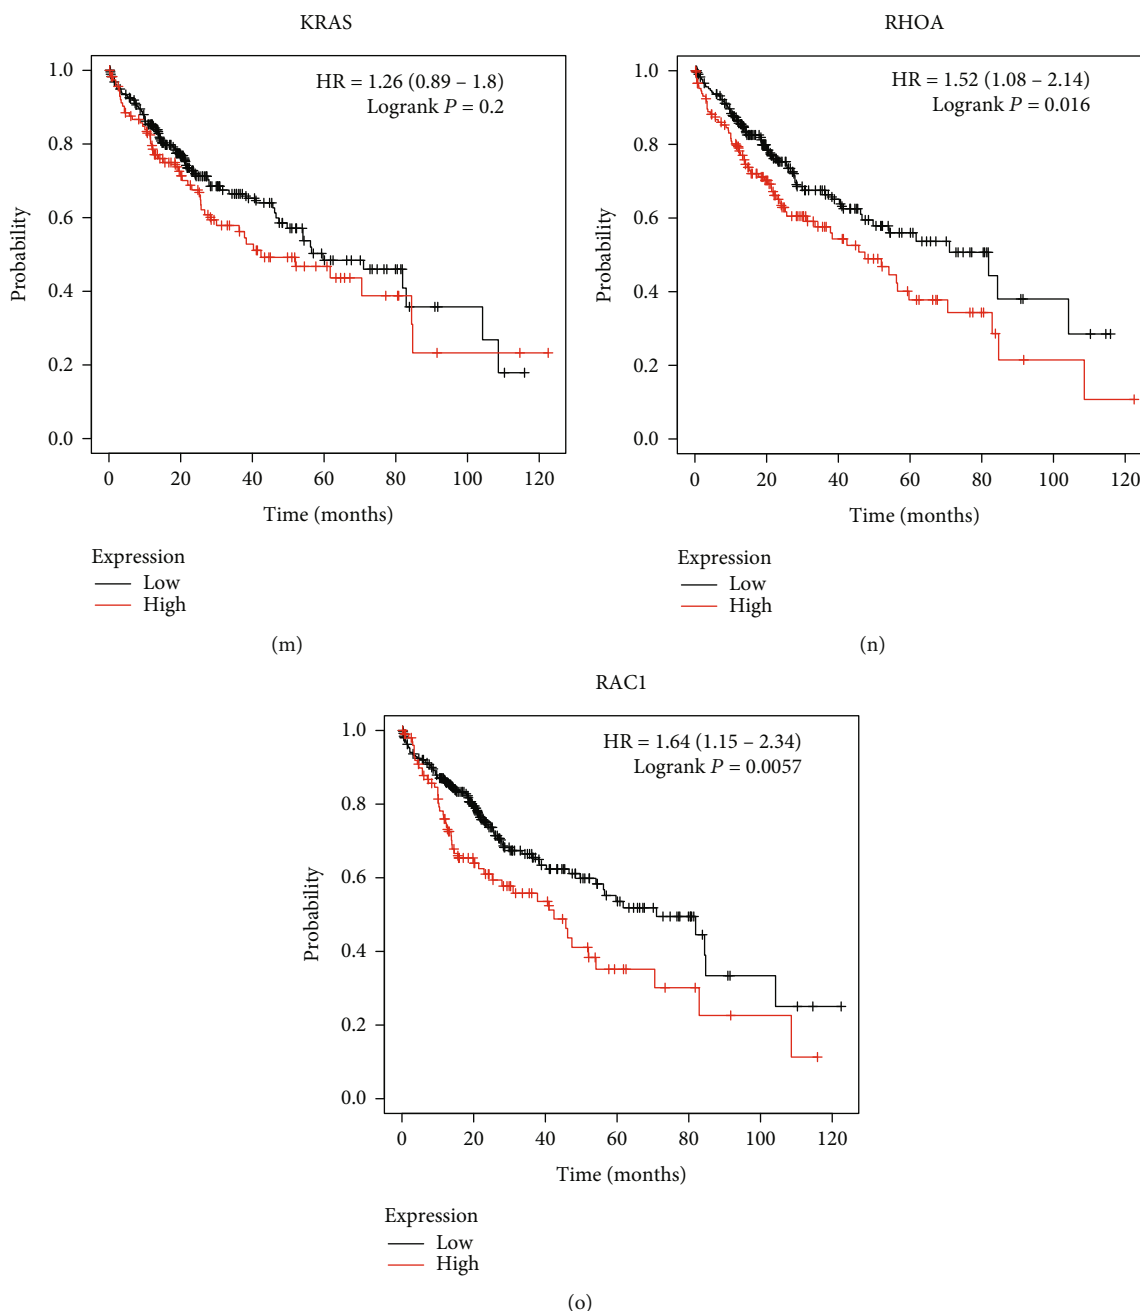 KRAS
HR = 1.26 (0.89 – 1.8)
Logrank P = 0.2
1.0
0.8
0.6
0.4
0.2
0.0
Probability
0 20 40 60 80 100 120
Time (months)
Expression
Low
High
(m)
RHOA
HR = 1.52 (1.08 – 2.14)
Logrank P = 0.016
1.0
0.8
0.6
0.4
0.2
0.0
Probability
0 20 40 60 80 100 120
Time (months)
Expression
Low
High
(n)
RAC1
HR = 1.64 (1.15 – 2.34)
Logrank P = 0.0057
1.0
0.8
0.6
0.4
0.2
0.0
Probability
0 20 40 60 80 100 120
Time (months)
Expression
Low
High
(o)